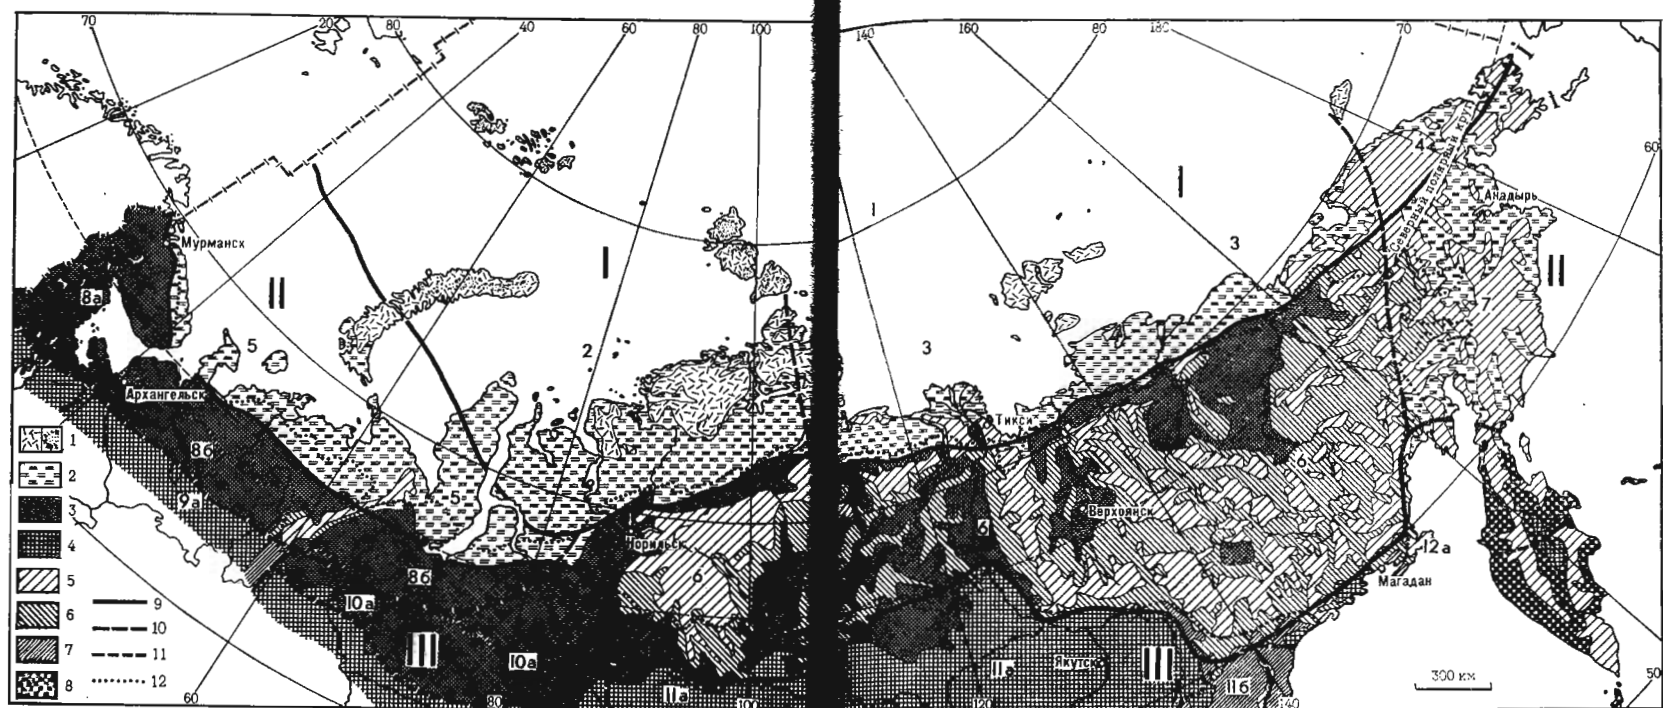 70
20
80
40
60
80
100
140
160
80
180
70
I
I
4
60
Северный полярный круг
Анадырь
Мурманск
I
I
I
3
II
II
8а
7
5
2
3
Архангельск
Тикси
1
8б
6
2
9а
5
3
6
Верхоянск
4
Норильск
12а
5
8б
6
Магадан
6
10а
9
10
7
11
III
10а
11а
Якутск
III
8
12
11а
11б
300 км
60
80
100
120
140
50